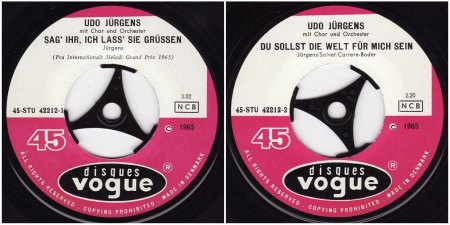 UDO JÜRGENS
mit Chor und Orchester
SAG' IHR, ICH LASS' SIE GRÜSSEN
Jürgens
(Fra Internationalt Melodi Grand Prix 1965)
3.02
45-STU 42212-1
NCB
© 1965
45
disques
vogue ®
ALL RIGHTS RESERVED - COPYING PROHIBITED - MADE IN DENMARK
UDO JÜRGENS
mit Chor und Orchester
DU SOLLST DIE WELT FÜR MICH SEIN
Jürgens/Solvet/Carrere-Bader
2.20
45-STU 42212-2
NCB
© 1965
45
disques
vogue ®
ALL RIGHTS RESERVED - COPYING PROHIBITED - MADE IN DENMARK